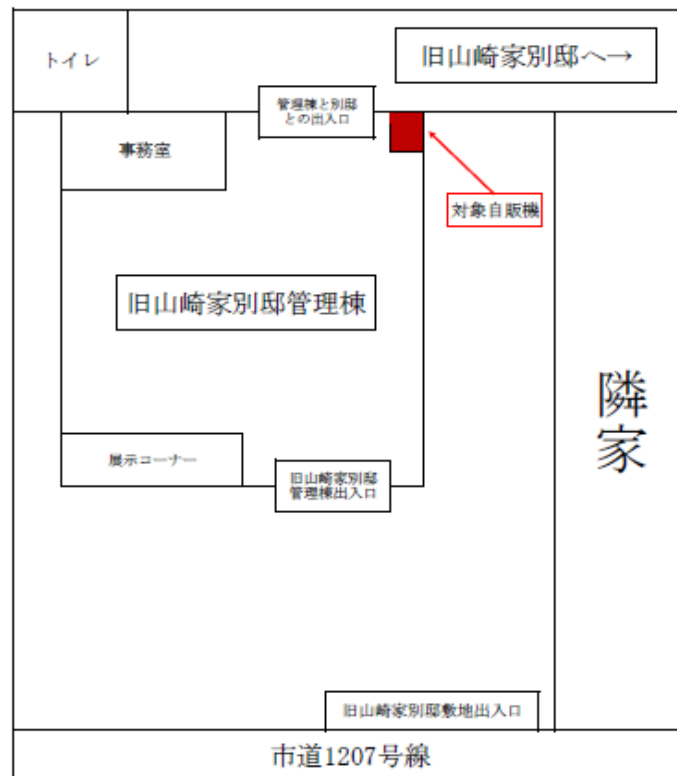 トイレ
旧山崎家別邸へ→
管理棟と別邸
との出入口
事務室
対象自販機
旧山崎家別邸管理棟
隣家
展示コーナー
旧山崎家別邸
管理棟出入口
旧山崎家別邸敷地出入口
市道1207号線